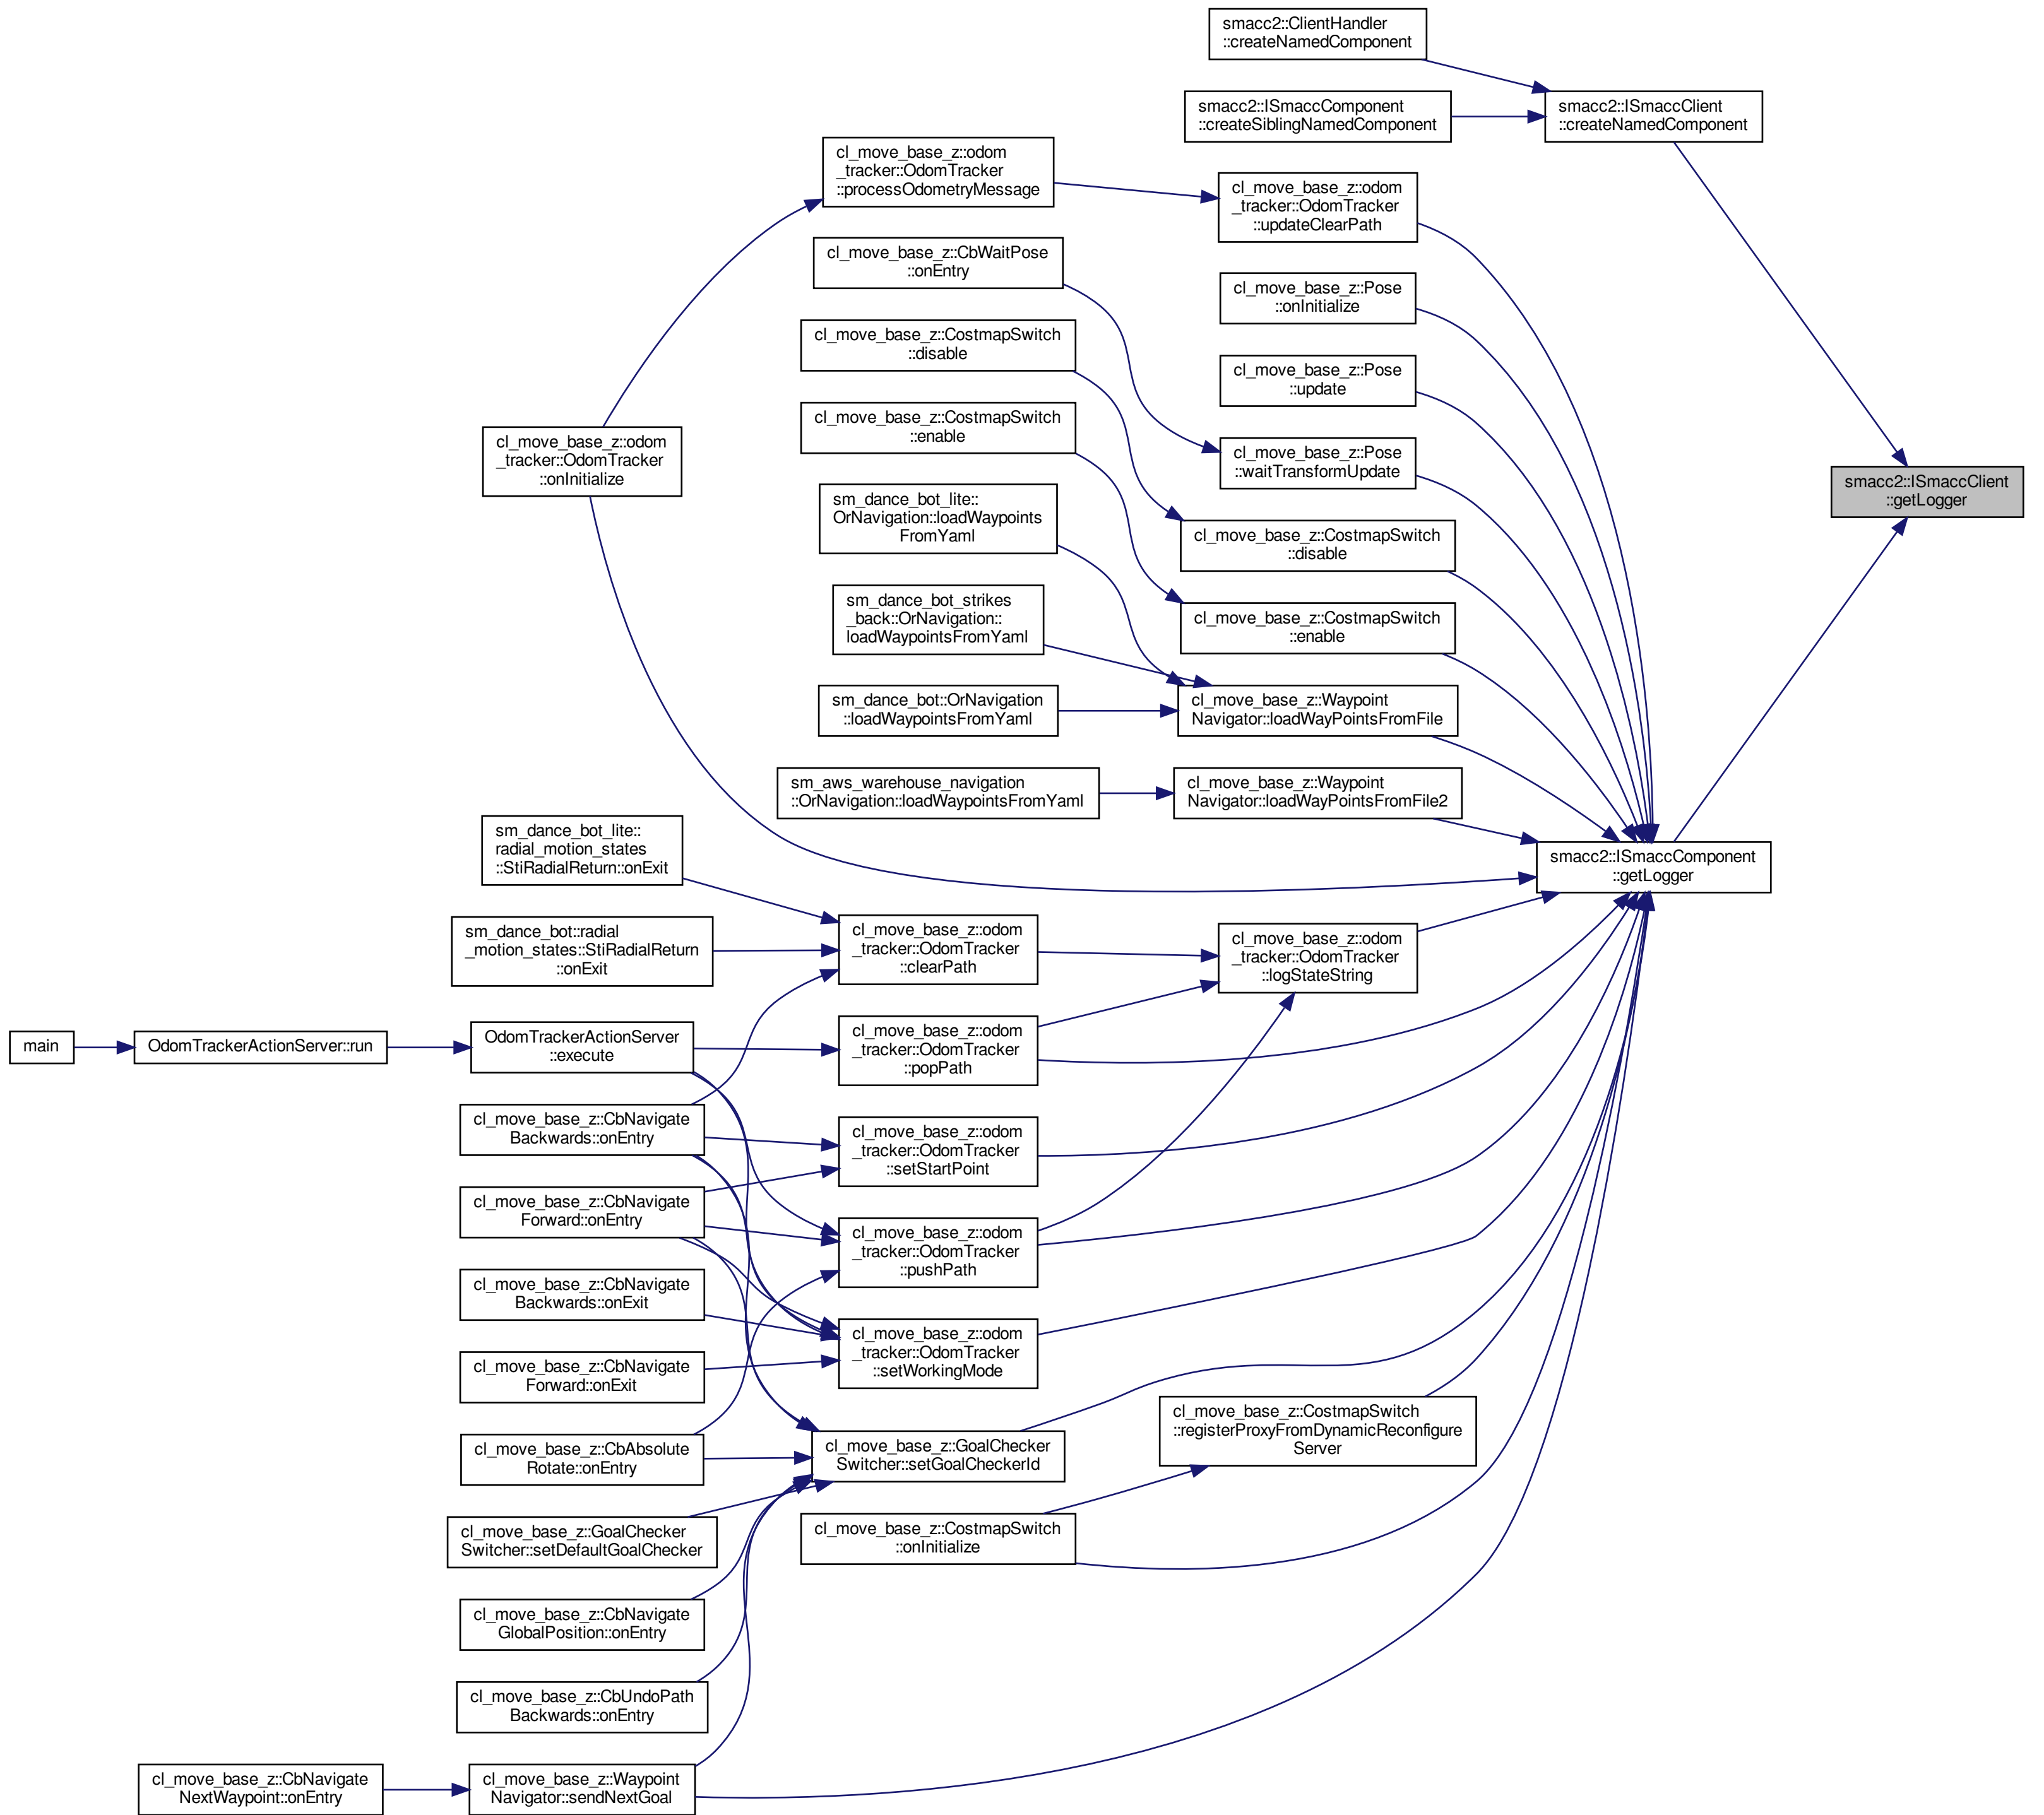 smacc2::ClientHandler
::createNamedComponent
smacc2::ISmaccComponent
::createSiblingNamedComponent
smacc2::ISmaccClient
::createNamedComponent
cl_move_base_z::odom
_tracker::OdomTracker
::processOdometryMessage
cl_move_base_z::odom
_tracker::OdomTracker
::updateClearPath
cl_move_base_z::CbWaitPose
::onEntry
cl_move_base_z::Pose
::onInitialize
cl_move_base_z::CostmapSwitch
::disable
cl_move_base_z::Pose
::update
cl_move_base_z::CostmapSwitch
::enable
cl_move_base_z::Pose
::waitTransformUpdate
cl_move_base_z::odom
_tracker::OdomTracker
::onInitialize
smacc2::ISmaccClient
::getLogger
sm_dance_bot_lite::
OrNavigation::loadWaypoints
FromYaml
cl_move_base_z::CostmapSwitch
::disable
sm_dance_bot_strikes
_back::OrNavigation::
loadWaypointsFromYaml
cl_move_base_z::CostmapSwitch
::enable
sm_dance_bot::OrNavigation
::loadWaypointsFromYaml
cl_move_base_z::Waypoint
Navigator::loadWayPointsFromFile
sm_aws_warehouse_navigation
::OrNavigation::loadWaypointsFromYaml
cl_move_base_z::Waypoint
Navigator::loadWayPointsFromFile2
sm_dance_bot_lite::
radial_motion_states
::StiRadialReturn::onExit
smacc2::ISmaccComponent
::getLogger
sm_dance_bot::radial
_motion_states::StiRadialReturn
::onExit
cl_move_base_z::odom
_tracker::OdomTracker
::clearPath
cl_move_base_z::odom
_tracker::OdomTracker
::logStateString
main
OdomTrackerActionServer::run
OdomTrackerActionServer
::execute
cl_move_base_z::odom
_tracker::OdomTracker
::popPath
cl_move_base_z::CbNavigate
Backwards::onEntry
cl_move_base_z::odom
_tracker::OdomTracker
::setStartPoint
cl_move_base_z::CbNavigate
Forward::onEntry
cl_move_base_z::odom
_tracker::OdomTracker
::pushPath
cl_move_base_z::CbNavigate
Backwards::onExit
cl_move_base_z::odom
_tracker::OdomTracker
::setWorkingMode
cl_move_base_z::CbNavigate
Forward::onExit
cl_move_base_z::CostmapSwitch
::registerProxyFromDynamicReconfigure
Server
cl_move_base_z::CbAbsolute
Rotate::onEntry
cl_move_base_z::GoalChecker
Switcher::setGoalCheckerId
cl_move_base_z::GoalChecker
Switcher::setDefaultGoalChecker
cl_move_base_z::CostmapSwitch
::onInitialize
cl_move_base_z::CbNavigate
GlobalPosition::onEntry
cl_move_base_z::CbUndoPath
Backwards::onEntry
cl_move_base_z::CbNavigate
NextWaypoint::onEntry
cl_move_base_z::Waypoint
Navigator::sendNextGoal